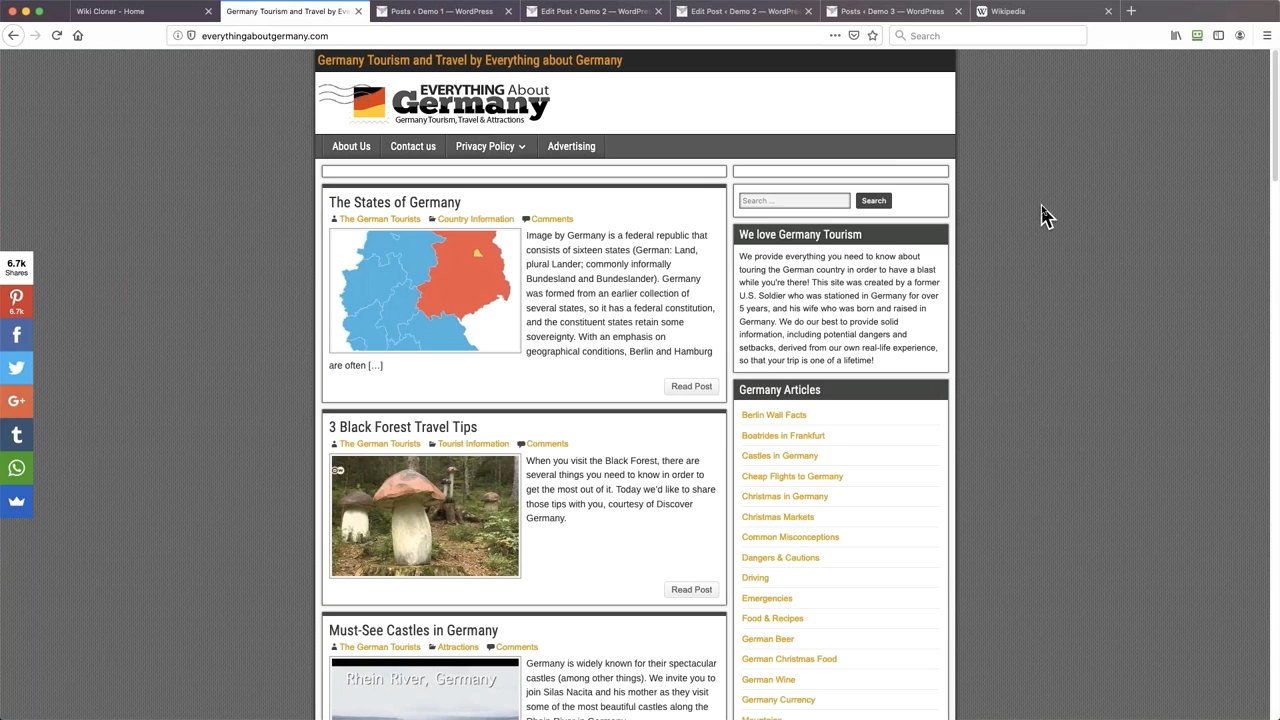 Wiki Cloner - Home
Germany Tourism and Travel by Eve
Posts ‹ Demo 1 — WordPress
Edit Post ‹ Demo 2 — WordPres
Edit Post ‹ Demo 2 — WordPres
Posts ‹ Demo 3 — WordPress
Wikipedia
everythingaboutgermany.com
Search
Germany Tourism and Travel by Everything about Germany
EVERYTHING About
Germany
Germany Tourism, Travel & Attractions
About Us
Contact us
Privacy Policy
Advertising
The States of Germany
The German Tourists
Country Information
Comments
Image by Germany is a federal republic that
consists of sixteen states (German: Land,
plural Lander; commonly informally
Bundesland and Bundeslander). Germany
was formed from an earlier collection of
several states, so it has a federal constitution,
and the constituent states retain some
sovereignty. With an emphasis on
geographical conditions, Berlin and Hamburg
are often […]
Read Post
3 Black Forest Travel Tips
The German Tourists
Tourist Information
Comments
When you visit the Black Forest, there are
several things you need to know in order to
get the most out of it. Today we'd like to share
those tips with you, courtesy of Discover
Germany.
Read Post
Must-See Castles in Germany
The German Tourists
Attractions
Comments
Rhein River, Germany
Germany is widely known for their spectacular
castles (among other things). We invite you to
join Silas Nacita and his mother as they visit
some of the most beautiful castles along the
Rhein River in Germany.
Search ...
Search
We love Germany Tourism
We provide everything you need to know about
touring the German country in order to have a blast
while you're there! This site was created by a former
U.S. Soldier who was stationed in Germany for over
5 years, and his wife who was born and raised in
Germany. We do our best to provide solid
information, including potential dangers and
setbacks, derived from our own real-life experience,
so that your trip is one of a lifetime!
Germany Articles
Berlin Wall Facts
Boatrides in Frankfurt
Castles in Germany
Cheap Flights to Germany
Christmas in Germany
Christmas Markets
Common Misconceptions
Dangers & Cautions
Driving
Emergencies
Food & Recipes
German Beer
German Christmas Food
German Wine
Germany Currency
Mountains
6.7k
Shares
6.7k